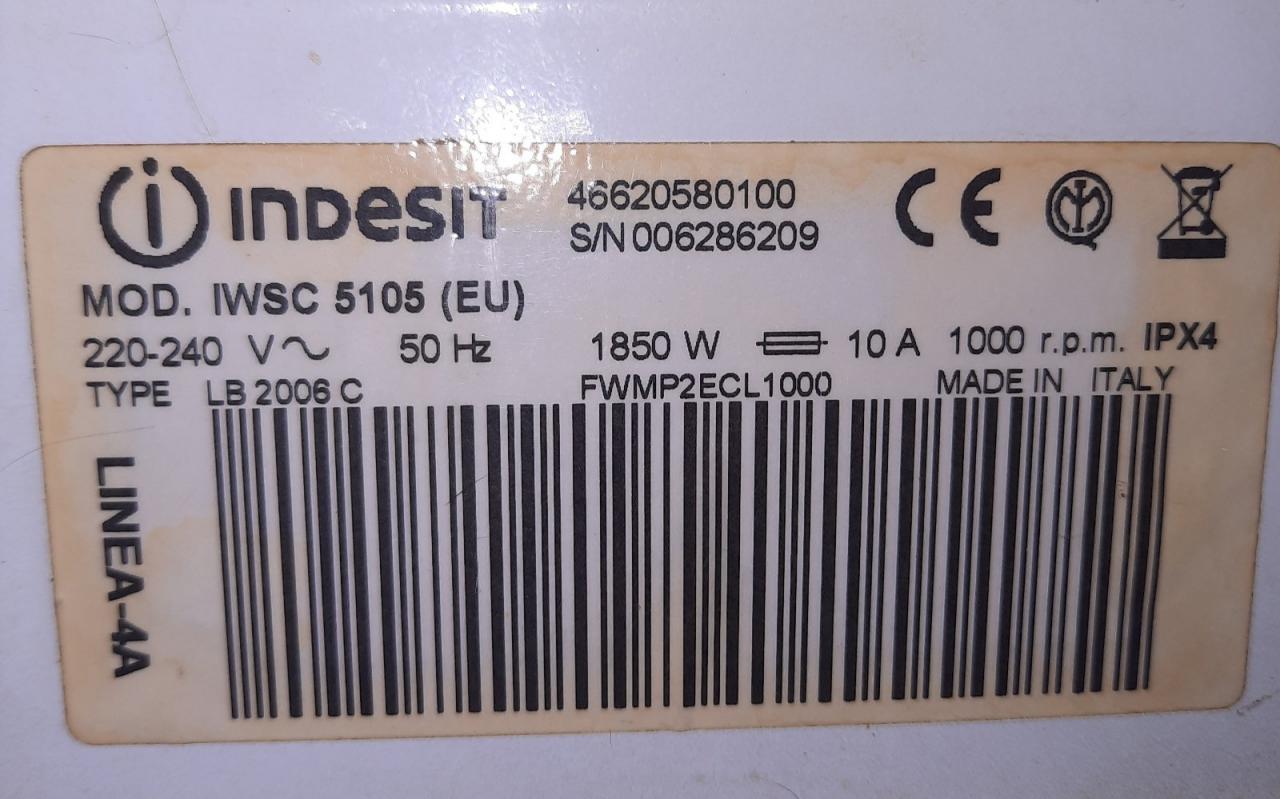 INDESIT 46620580100
S/N 006286209
CE
MOD. IWSC 5105 (EU)
220-240 V~ 50 Hz 1850 W 10 A 1000 r.p.m. IPX4
TYPE LB 2006 C FWMP2ECL1000 MADE IN ITALY
LINEA-4A